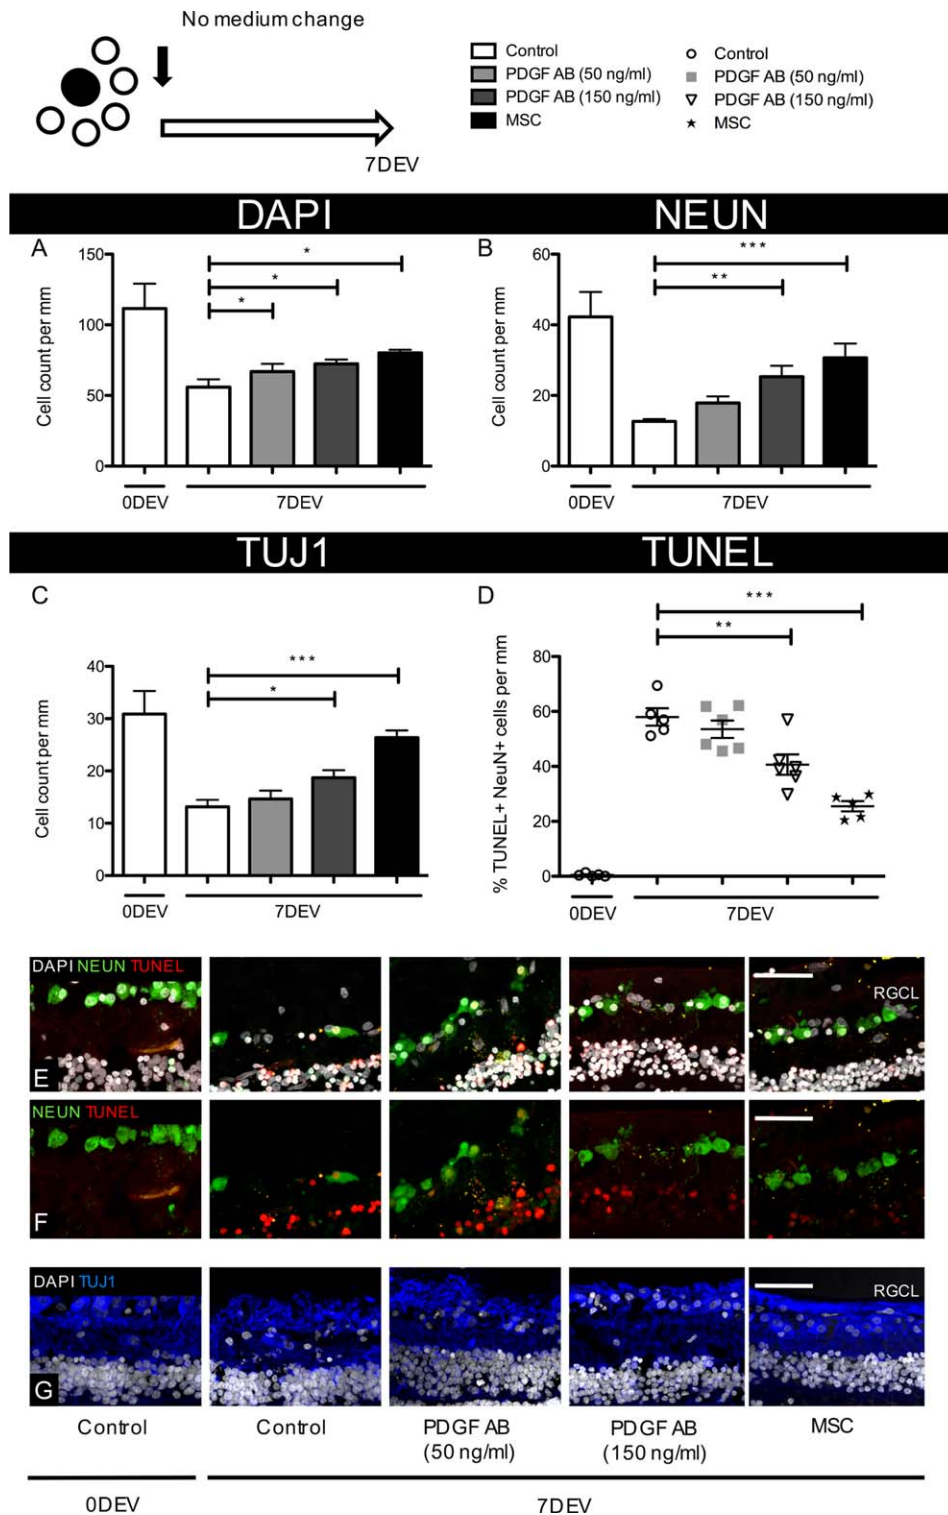 No medium change
7DEV
Control
PDGF AB (50 ng/ml)
PDGF AB (150 ng/ml)
MSC
Control
PDGF AB (50 ng/ml)
PDGF AB (150 ng/ml)
MSC
DAPI
NEUN
A
Cell count per mm
150
100
50
0
*
*
*
0DEV
7DEV
B
Cell count per mm
60
40
20
0
***
**
0DEV
7DEV
TUJ1
TUNEL
C
Cell count per mm
40
30
20
10
0
***
*
0DEV
7DEV
D
% TUNEL+ NeuN+ cells per mm
80
60
40
20
0
***
**
0DEV
7DEV
DAPI NEUN TUNEL
RGCL
E
NEUN TUNEL
F
DAPI TUJ1
RGCL
G
Control
Control
PDGF AB
(50 ng/ml)
PDGF AB
(150 ng/ml)
MSC
0DEV
7DEV